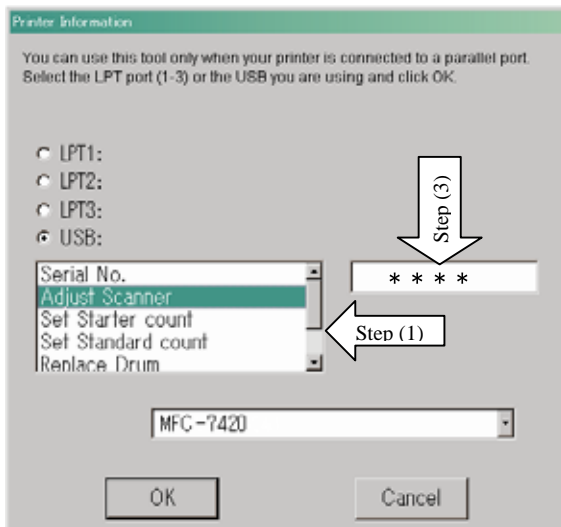 Printer Information
You can use this tool only when your printer is connected to a parallel port.
Select the LPT port (1-3) or the USB you are using and click OK.
LPT1:
LPT2:
LPT3:
USB:
Step (3)
Serial No.
Adjust Scanner
Set Starter count
Set Standard count
Replace Drum
* * * *
Step (1)
MFC-7420
OK
Cancel